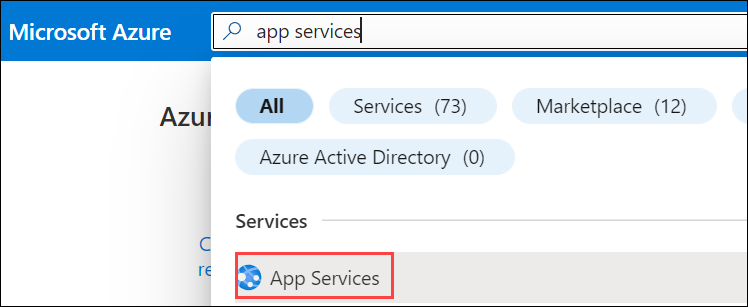 Microsoft Azure
app services
All
Services (73)
Marketplace (12)
Azur
Azure Active Directory (0)
Services
C
re
App Services